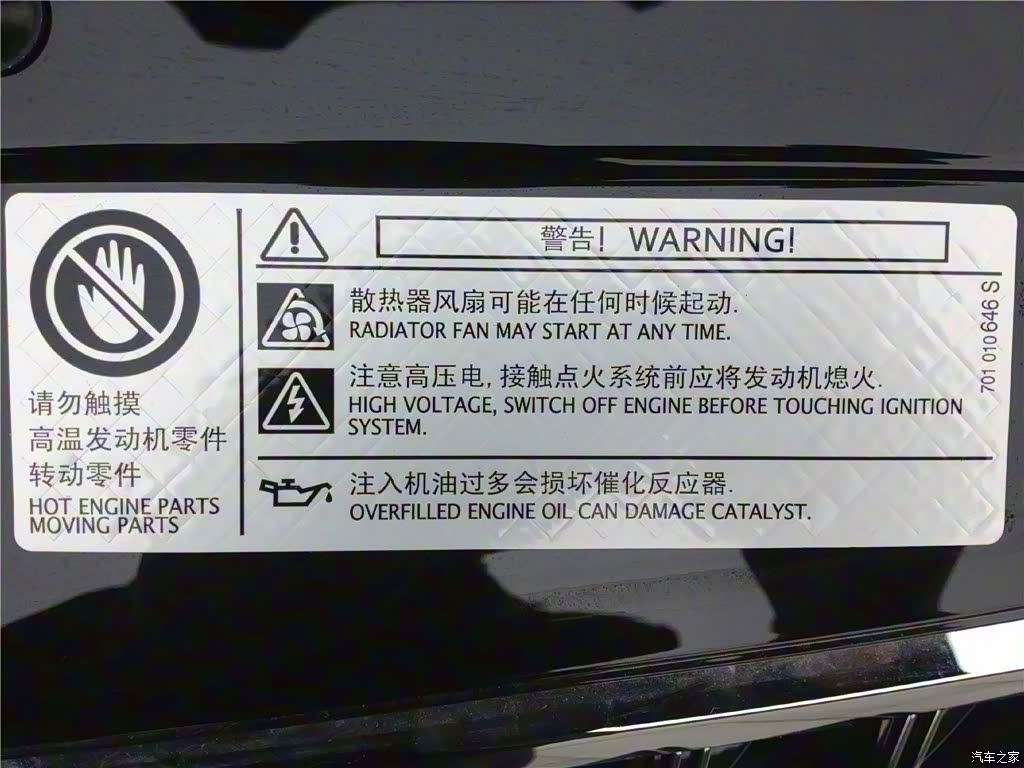 请勿触摸
高温发动机零件
转动零件
HOT ENGINE PARTS
MOVING PARTS
警告! WARNING!
散热器风扇可能在任何时候起动.
RADIATOR FAN MAY START AT ANY TIME.
注意高压电,接触点火系统前应将发动机熄火.
HIGH VOLTAGE, SWITCH OFF ENGINE BEFORE TOUCHING IGNITION
SYSTEM.
注入机油过多会损坏催化反应器.
OVERFILLED ENGINE OIL CAN DAMAGE CATALYST.
701 010 646 S
汽车之家